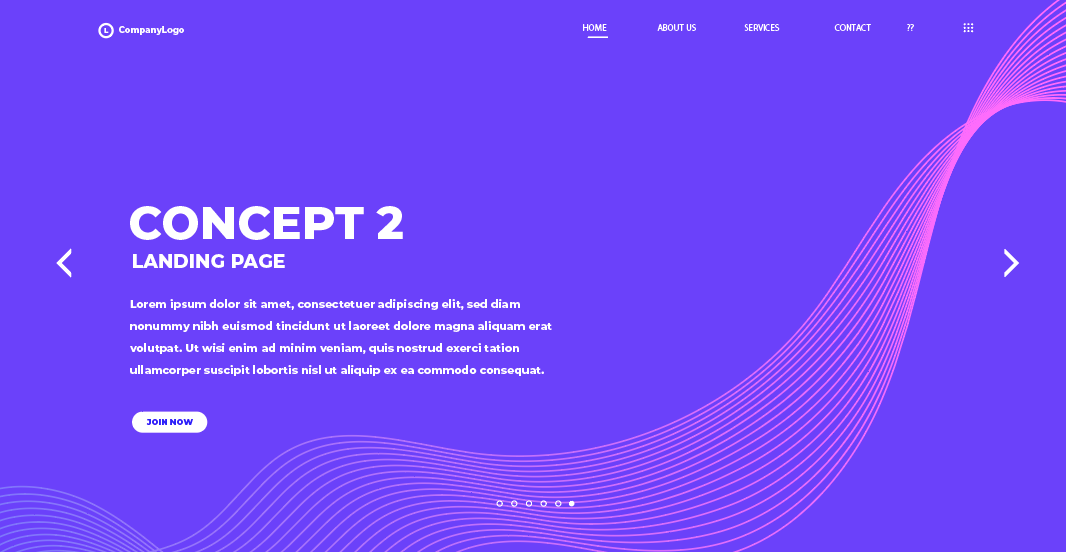 L CompanyLogo
HOME ABOUT US SERVICES CONTACT ??
CONCEPT 2
LANDING PAGE
Lorem ipsum dolor sit amet, consectetuer adipiscing elit, sed diam
nonummy nibh euismod tincidunt ut laoreet dolore magna aliquam erat
volutpat. Ut wisi enim ad minim veniam, quis nostrud exerci tation
ullamcorper suscipit lobortis nisl ut aliquip ex ea commodo consequat.
JOIN NOW